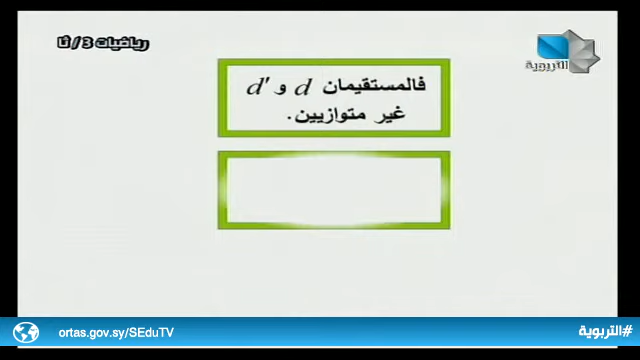 رياضيات 3/ثا
التربوية
فالمستقيمان d و d'
غير متوازيين.
ortas.gov.sy/SEduTV
#التربوية